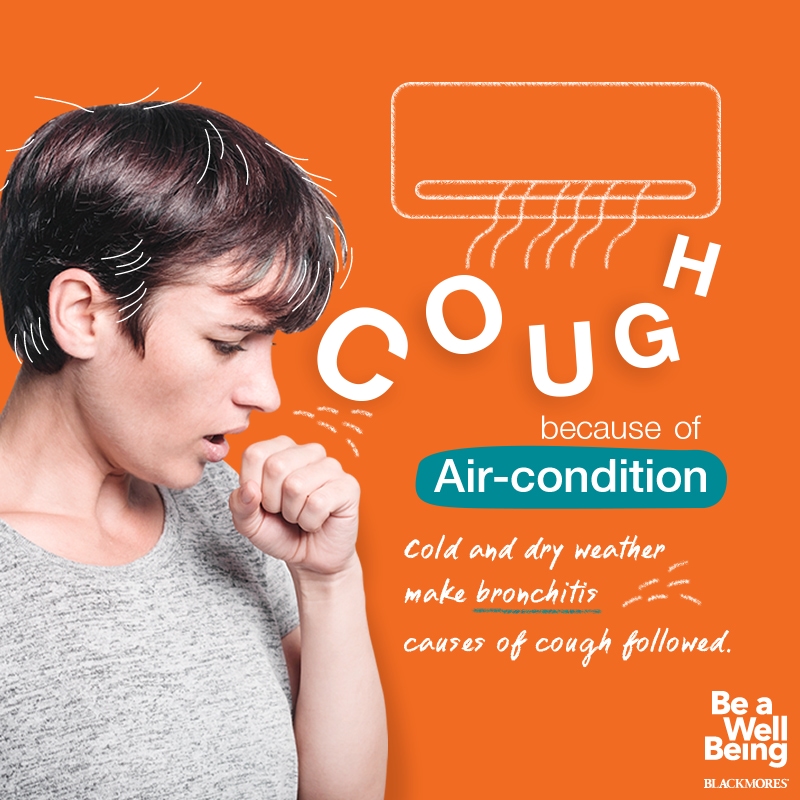 COUGH
because of
Air-condition
Cold and dry weather
make bronchitis
causes of cough followed.
Be a
Well
Being
BLACKMORES